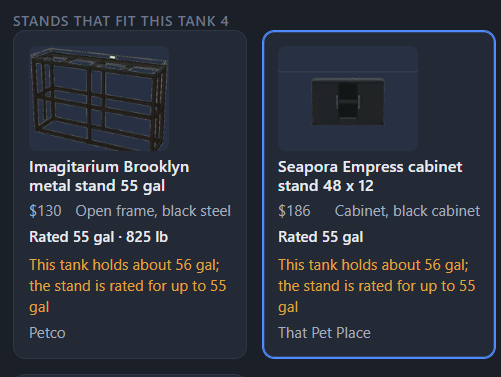 STANDS THAT FIT THIS TANK 4
Imagitarium Brooklyn
metal stand 55 gal
$130 Open frame, black steel
Rated 55 gal · 825 lb
This tank holds about 56 gal;
the stand is rated for up to 55
gal
Petco
Seapora Empress cabinet
stand 48 x 12
$186 Cabinet, black cabinet
Rated 55 gal
This tank holds about 56 gal;
the stand is rated for up to 55
gal
That Pet Place